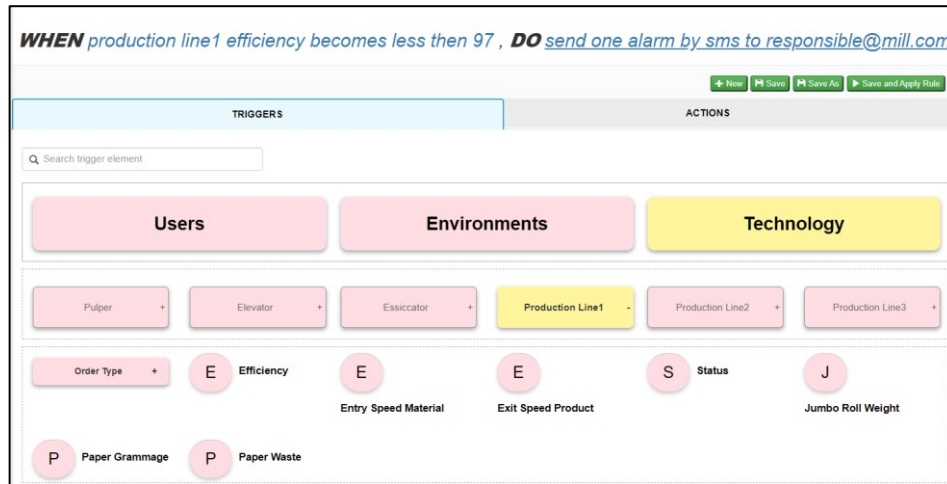 WHEN production line1 efficiency becomes less then 97 , DO send one alarm by sms to responsible@mill.com
+ New Save Save As Save and Apply Rule
TRIGGERS ACTIONS
Search trigger element
Users Environments Technology
Pulper + Elevator + Essiccator + Production Line1 - Production Line2 + Production Line3 +
Order Type + E Efficiency E E S Status J
Entry Speed Material Exit Speed Product Jumbo Roll Weight
P Paper Grammage P Paper Waste